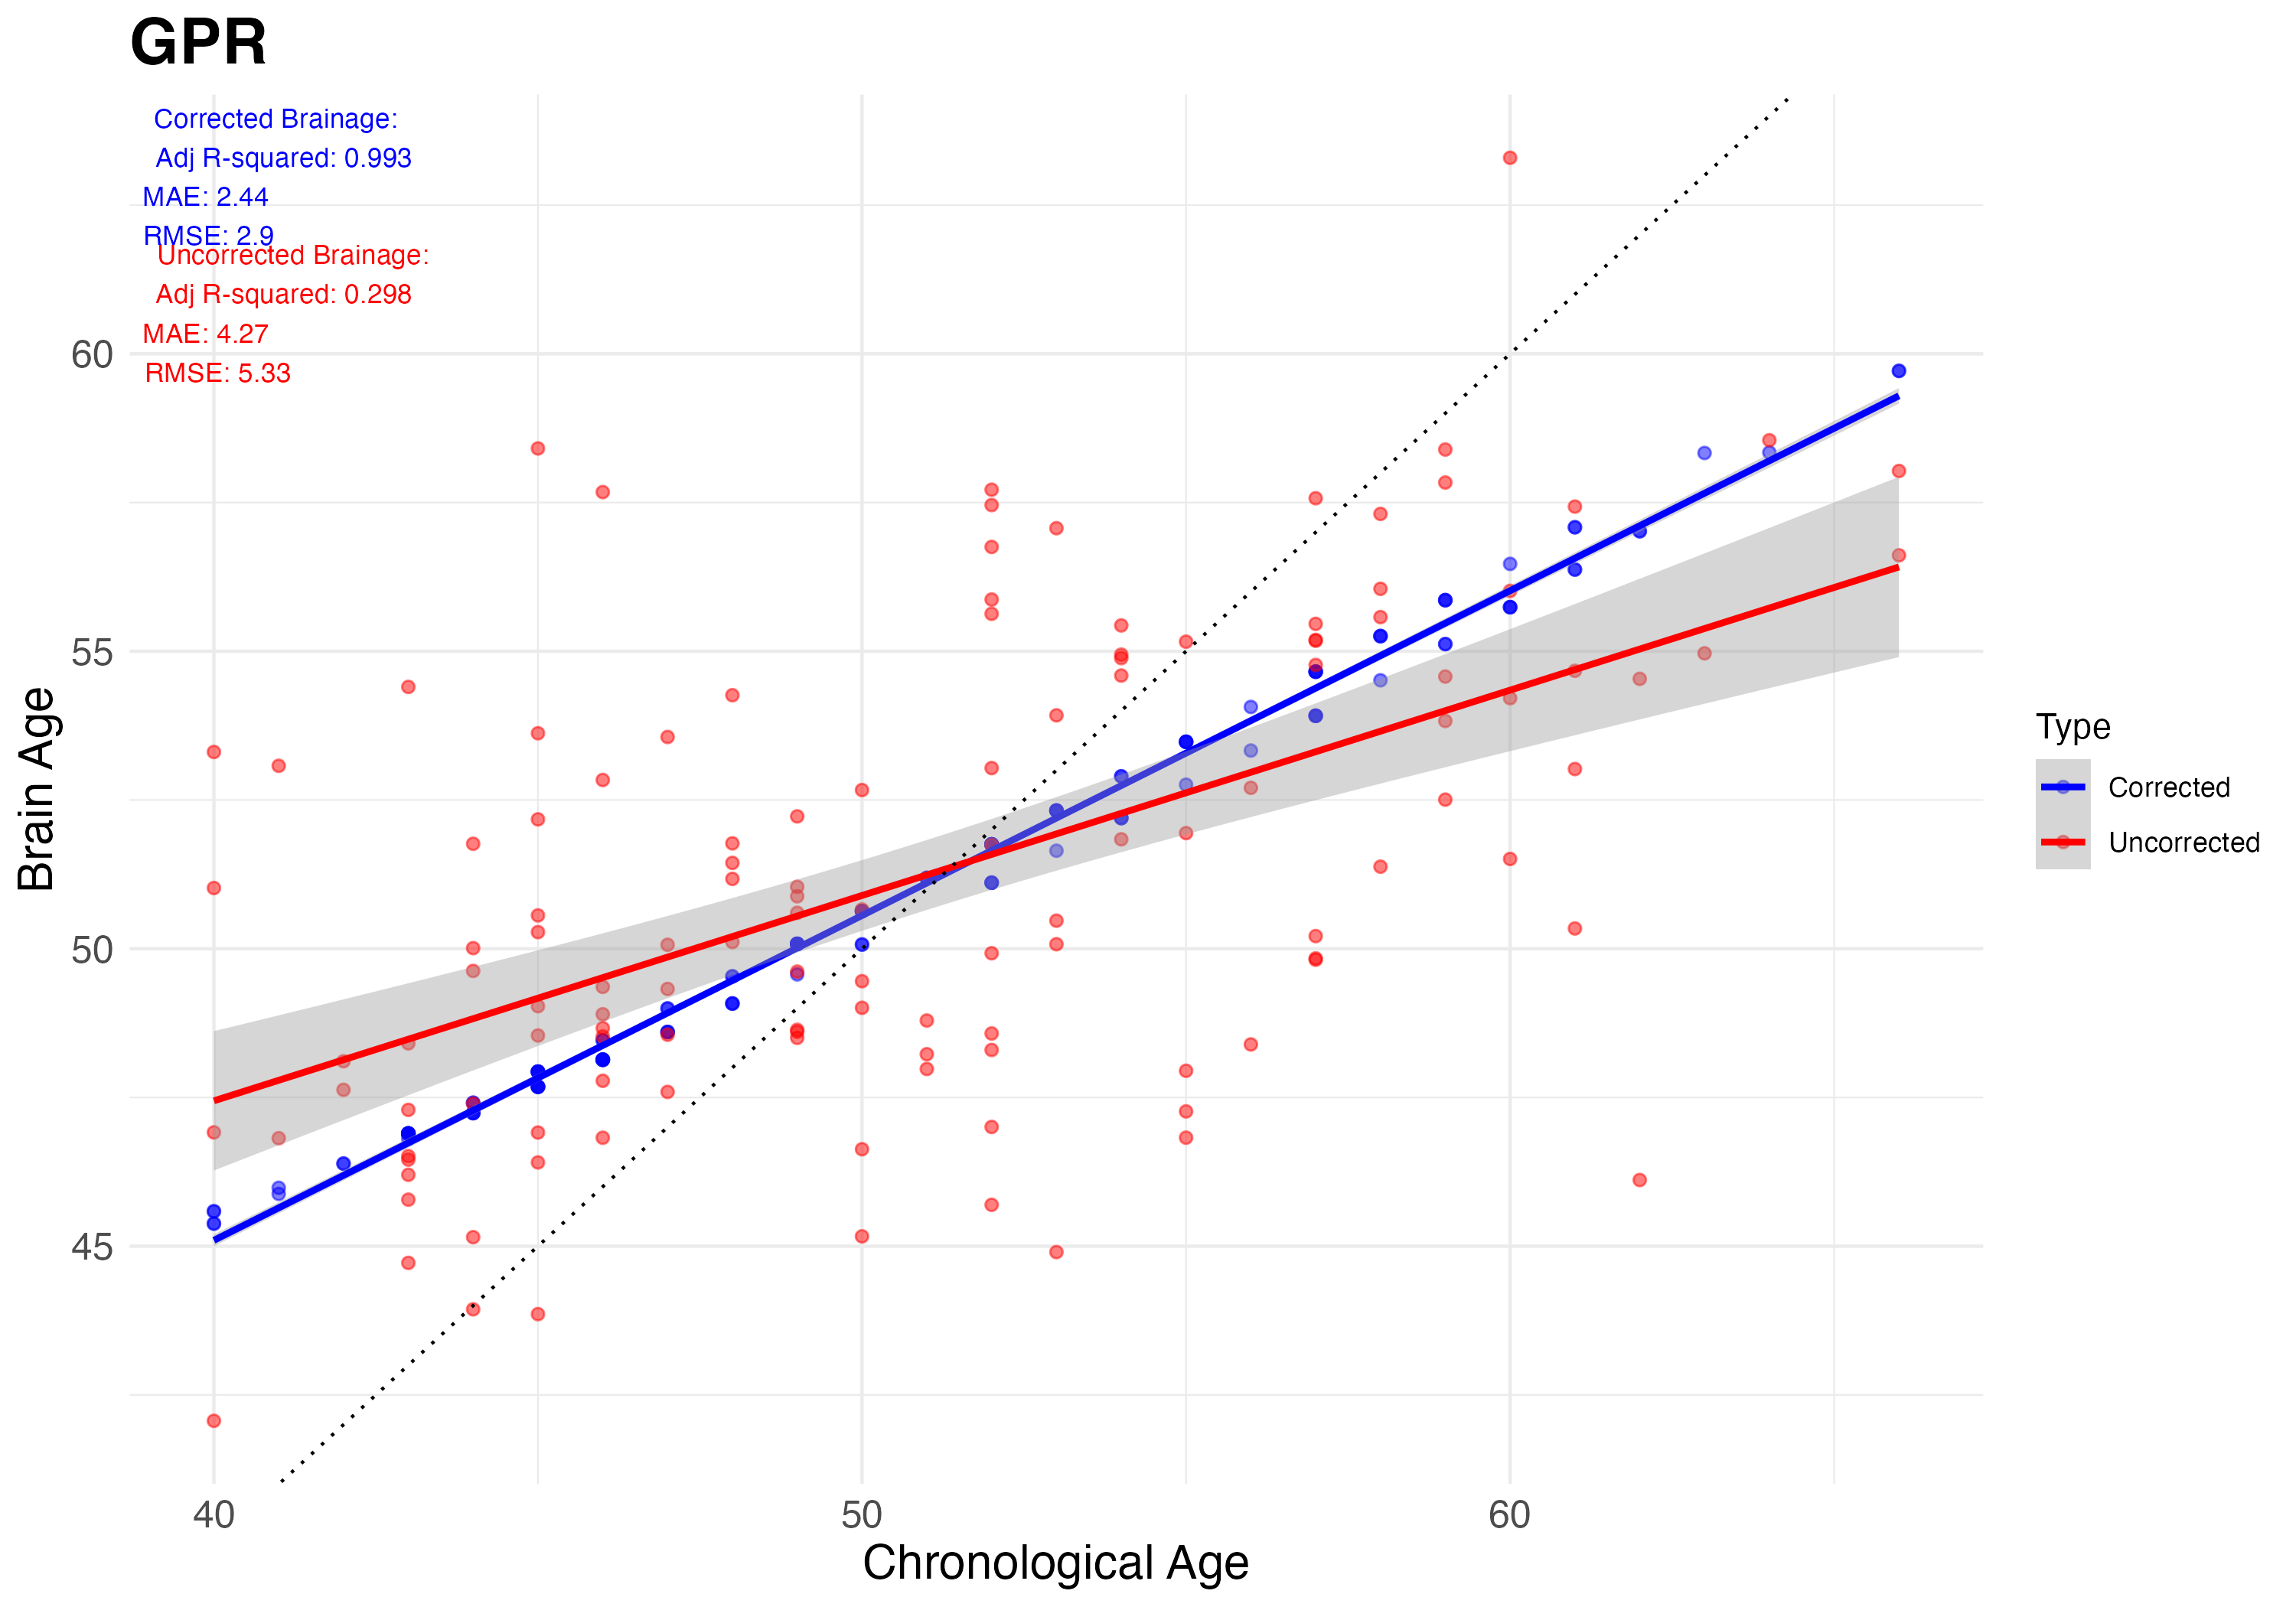 GPR
Corrected Brainage:
Adj R-squared: 0.993
MAE: 2.44
RMSE: 2.9
Uncorrected Brainage:
Adj R-squared: 0.298
MAE: 4.27
RMSE: 5.33
60
55
50
45
Brain Age
40
50
60
Chronological Age
Type
Corrected
Uncorrected